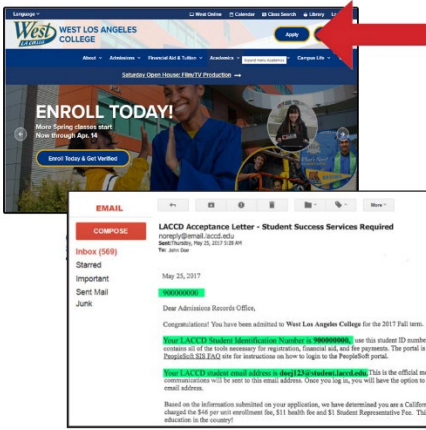 Language
West Online
Calendar
Class Search
Library
West
LA COLLEGE
WEST LOS ANGELES
COLLEGE
Apply
About
Admissions
Financial Aid & Tuition
Academics
Expand menu Academics
Campus Life
Saturday Open House: Film/TV Production →
ENROLL TODAY!
More Spring classes start
Now through Apr. 14
Enroll Today & Get Verified
EMAIL
COMPOSE
Inbox (569)
Starred
Important
Sent Mail
Junk
More
LACCD Acceptance Letter - Student Success Services Required
noreply@email.laccd.edu
Sent: Thursday, May 25, 2017 5:28 AM
To: John Doe
May 25, 2017
900000000
Dear Admissions Records Office,
Congratulations! You have been admitted to West Los Angeles College for the 2017 Fall term.
Your LACCD Student Identification Number is 900000000, use this student ID numbe
contains all of the tools necessary for registration, financial aid, and fee payments. The portal is
PeopleSoft SIS FAQ site for instructions on how to login to the PeopleSoft portal.
Your LACCD student email address is doej123@student.laccd.edu. This is the official me
communications will be sent to this email address. Once you log in, you will have the option to
email address.
Based on the information submitted on your application, we have determined you are a Californ
charged the $46 per unit enrollment fee, $11 health fee and $1 Student Representative Fee. This
education in the country!